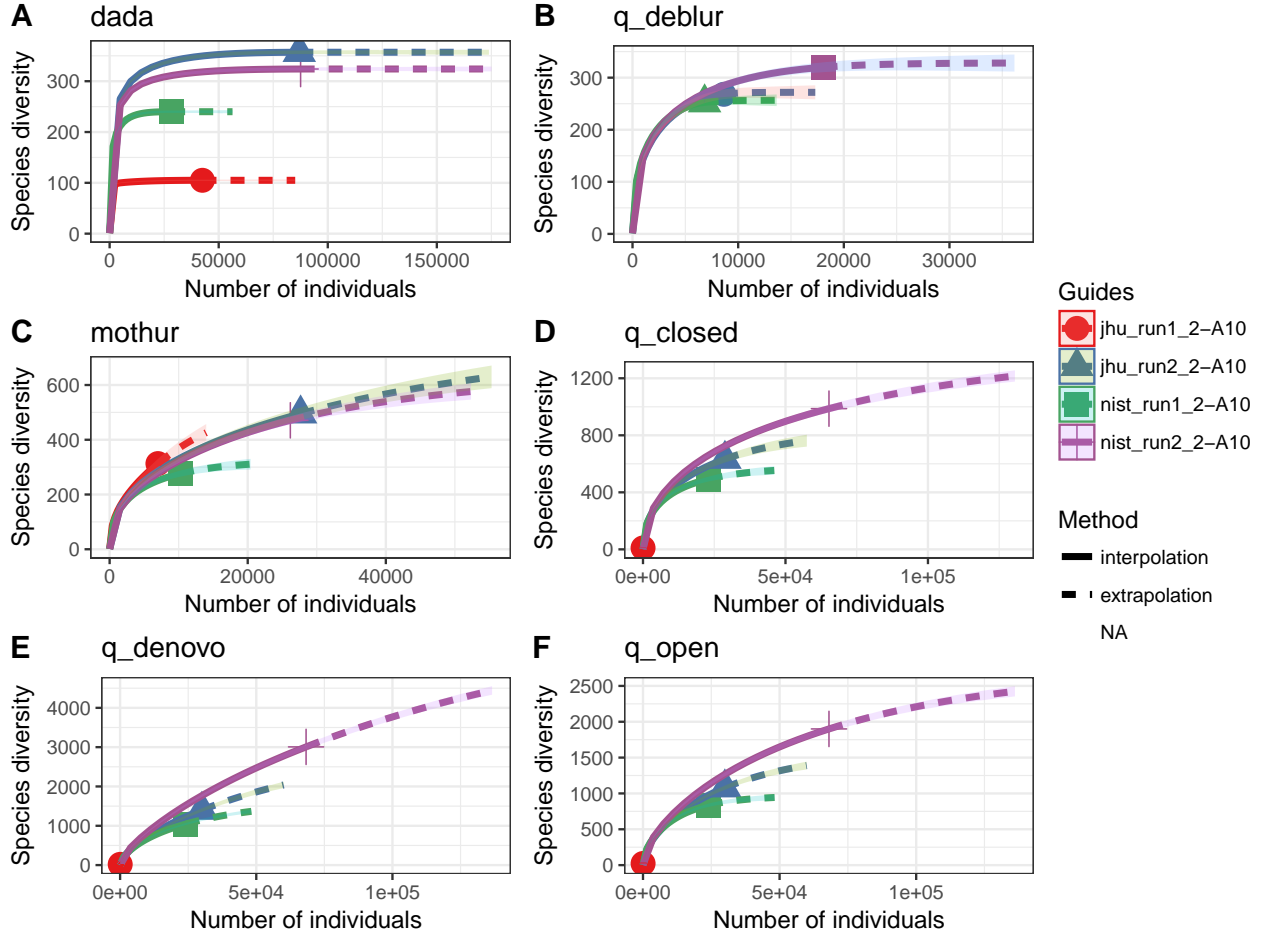 A dada
Species diversity
300
200
100
0
0 50000 100000 150000
Number of individuals
B q_deblur
Species diversity
300
200
100
0
0 10000 20000 30000
Number of individuals
C mothur
Species diversity
600
400
200
0
0 20000 40000
Number of individuals
D q_closed
Species diversity
1200
800
400
0
0e+00 5e+04 1e+05
Number of individuals
E q_denovo
Species diversity
4000
3000
2000
1000
0
0e+00 5e+04 1e+05
Number of individuals
F q_open
Species diversity
2500
2000
1500
1000
500
0
0e+00 5e+04 1e+05
Number of individuals
Guides
jhu_run1_2−A10
jhu_run2_2−A10
nist_run1_2−A10
nist_run2_2−A10
Method
interpolation
extrapolation
NA